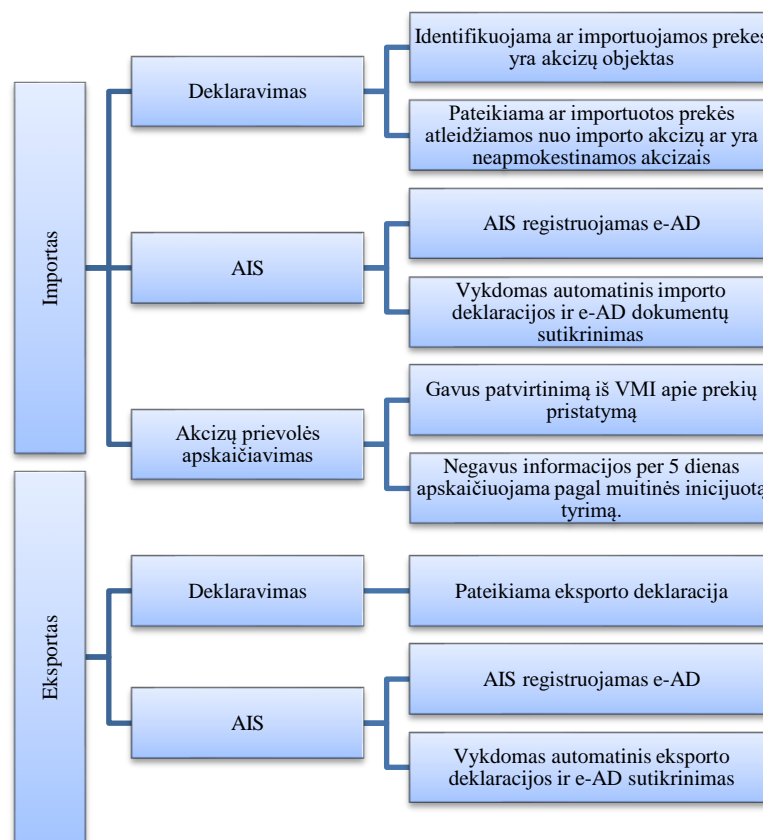 Importas
Deklaravimas
Identifikuojama ar importuojamos prekės
yra akcizų objektas
Pateikiama ar importuotos prekės
atleidžiamos nuo importo akcizų ar yra
neapmokestinamos akcizais
AIS
AIS registruojamas e-AD
Vykdomas automatinis importo
deklaracijos ir e-AD dokumentų
sutikrinimas
Akcizų prievolės
apskaičiavimas
Gavus patvirtinimą iš VMI apie prekių
pristatymą
Negavus informacijos per 5 dienas
apskaičiuojama pagal muitinės inicijuotą
tyrimą.
Eksportas
Deklaravimas
Pateikiama eksporto deklaracija
AIS
AIS registruojamas e-AD
Vykdomas automatinis eksporto
deklaracijos ir e-AD sutikrinimas